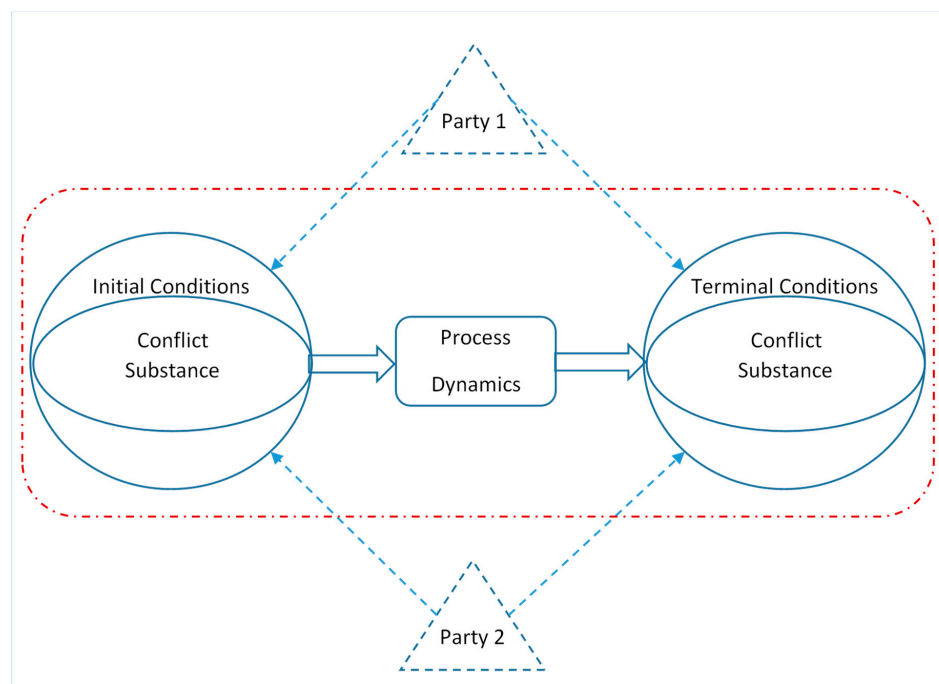 Party 1
Initial Conditions
Conflict
Substance
Process
Dynamics
Terminal Conditions
Conflict
Substance
Party 2